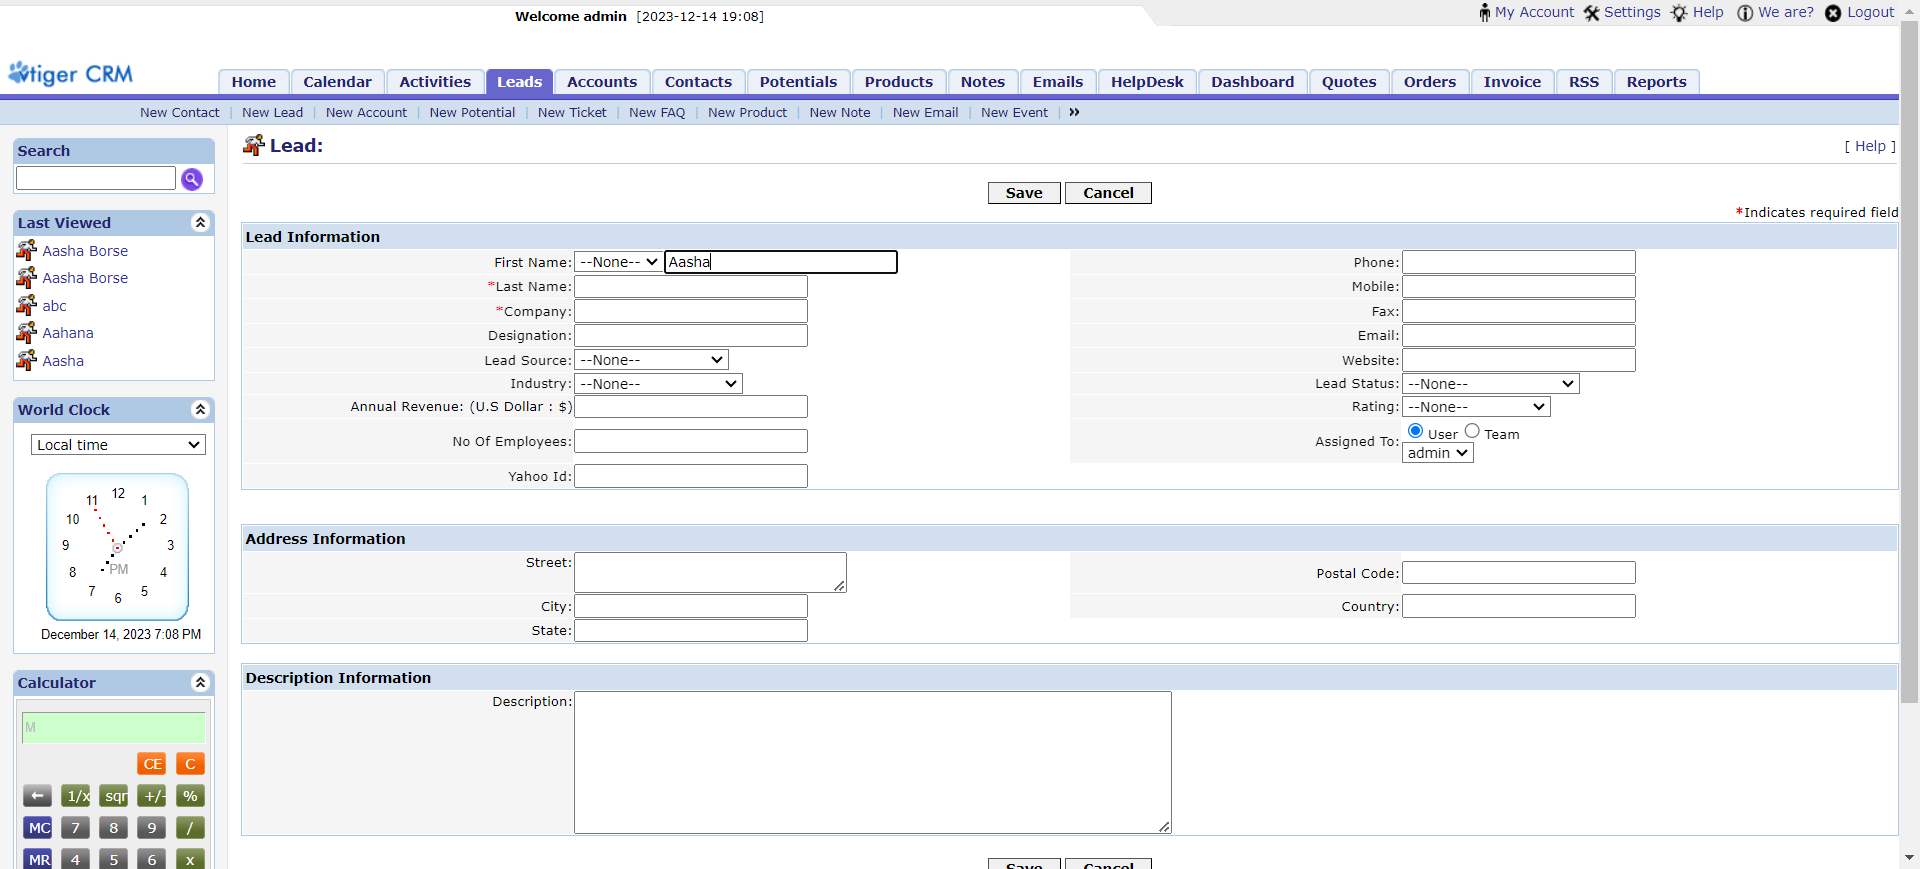 Welcome admin [2023-12-14 19:08]
My Account Settings Help We are? Logout
vtiger CRM
Home Calendar Activities Leads Accounts Contacts Potentials Products Notes Emails HelpDesk Dashboard Quotes Orders Invoice RSS Reports
New Contact | New Lead | New Account | New Potential | New Ticket | New FAQ | New Product | New Note | New Email | New Event | »
Search
Last Viewed
Aasha Borse
Aasha Borse
abc
Aahana
Aasha
World Clock
Local time
12
11 1
10 2
9 3
8 PM 4
7 5
6
December 14, 2023 7:08 PM
Calculator
M
CE C
← 1/x sqr +/- %
MC 7 8 9 /
MR 4 5 6 x
Lead:
[ Help ]
Save Cancel
*Indicates required field
Lead Information
First Name: --None-- Aasha Phone:
*Last Name: Mobile:
*Company: Fax:
Designation: Email:
Lead Source: --None-- Website:
Industry: --None-- Lead Status: --None--
Annual Revenue: (U.S Dollar : $) Rating: --None--
No Of Employees: Assigned To: User Team
admin
Yahoo Id:
Address Information
Street: Postal Code:
City: Country:
State:
Description Information
Description:
Save Cancel